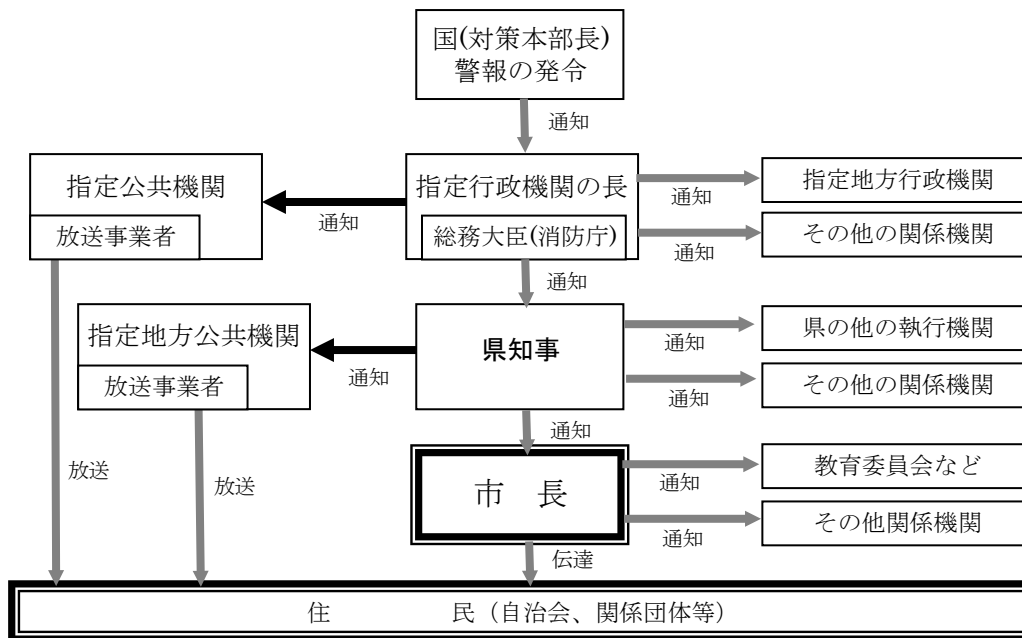 国(対策本部長)
警報の発令
通知
指定公共機関
放送事業者
通知
指定行政機関の長
総務大臣(消防庁)
通知
指定地方行政機関
通知
その他の関係機関
通知
指定地方公共機関
放送事業者
通知
県知事
通知
県の他の執行機関
通知
その他の関係機関
通知
放送
放送
市　長
通知
教育委員会など
通知
その他関係機関
伝達
住　　　　民（自治会、関係団体等）